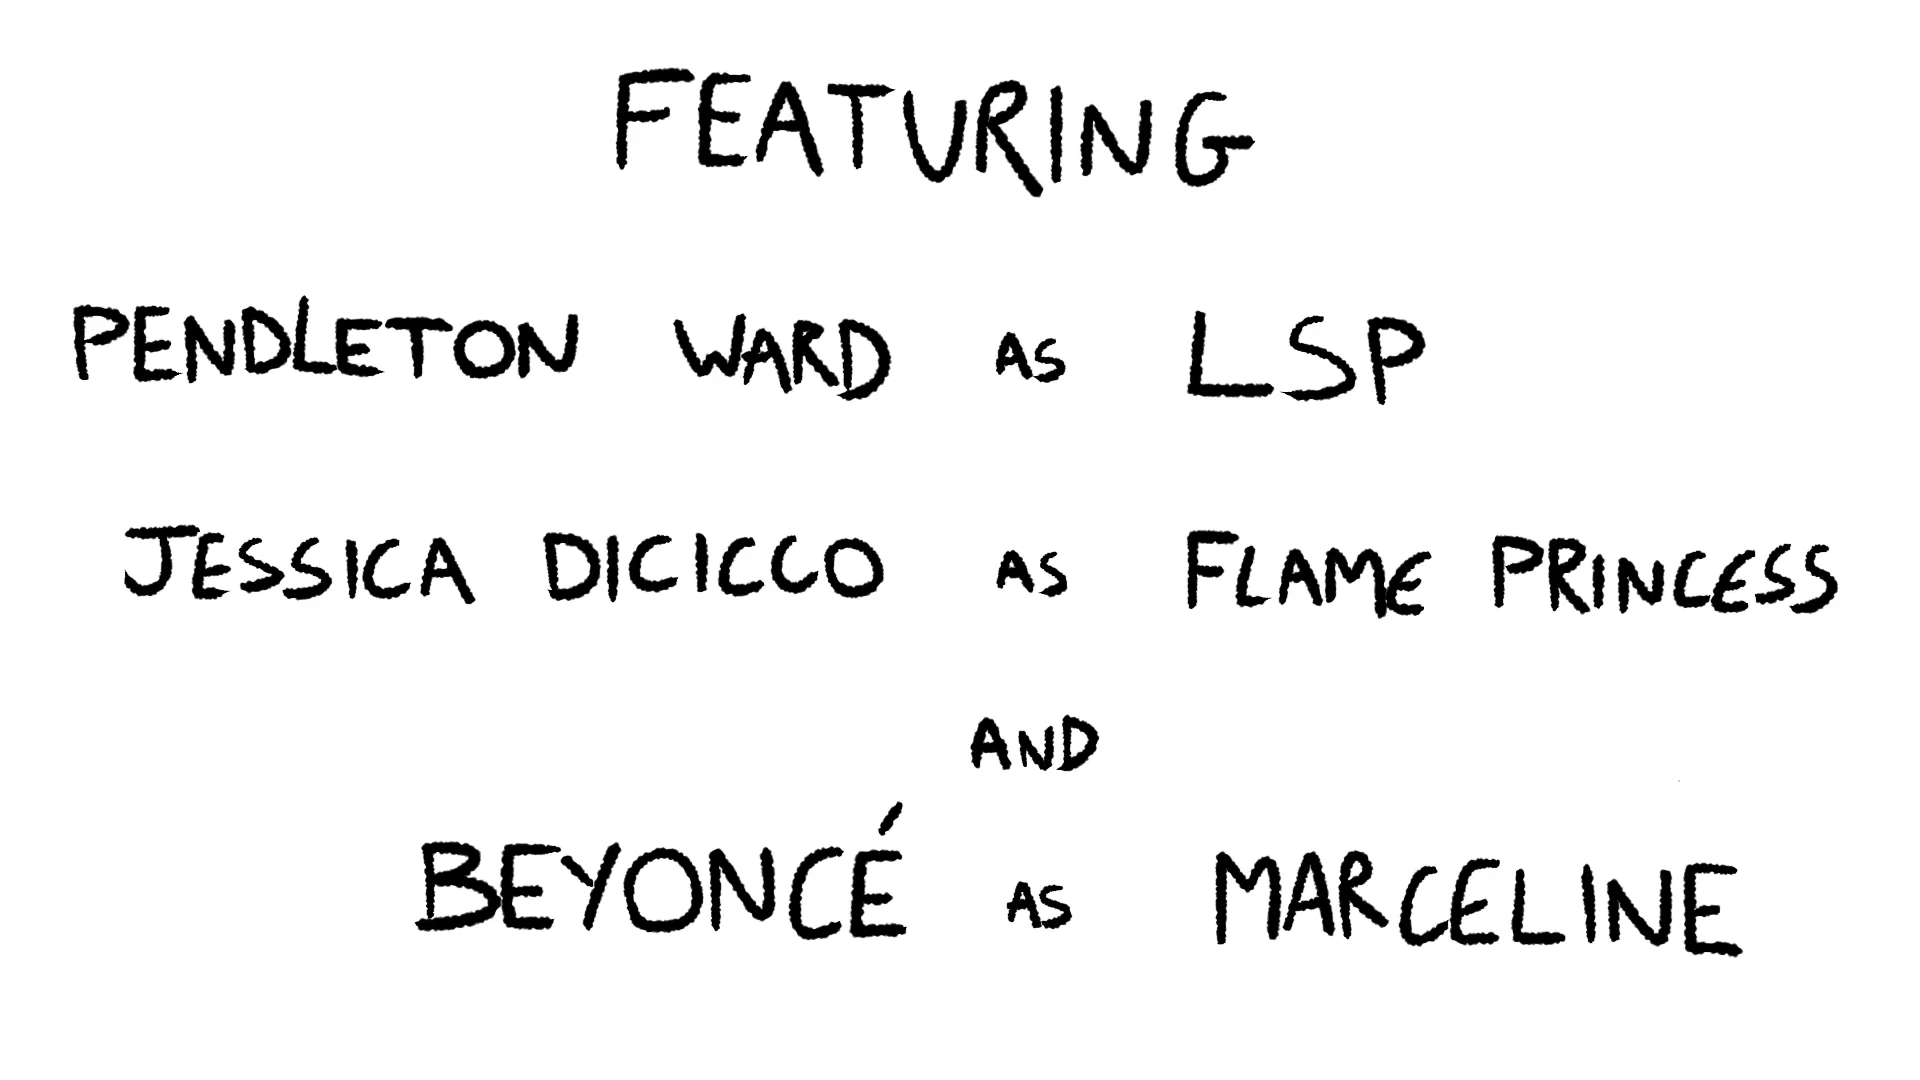 FEATURING
PENDLETON WARD AS LSP
JESSICA DICICCO AS FLAME PRINCESS
AND
BEYONCÉ AS MARCELINE